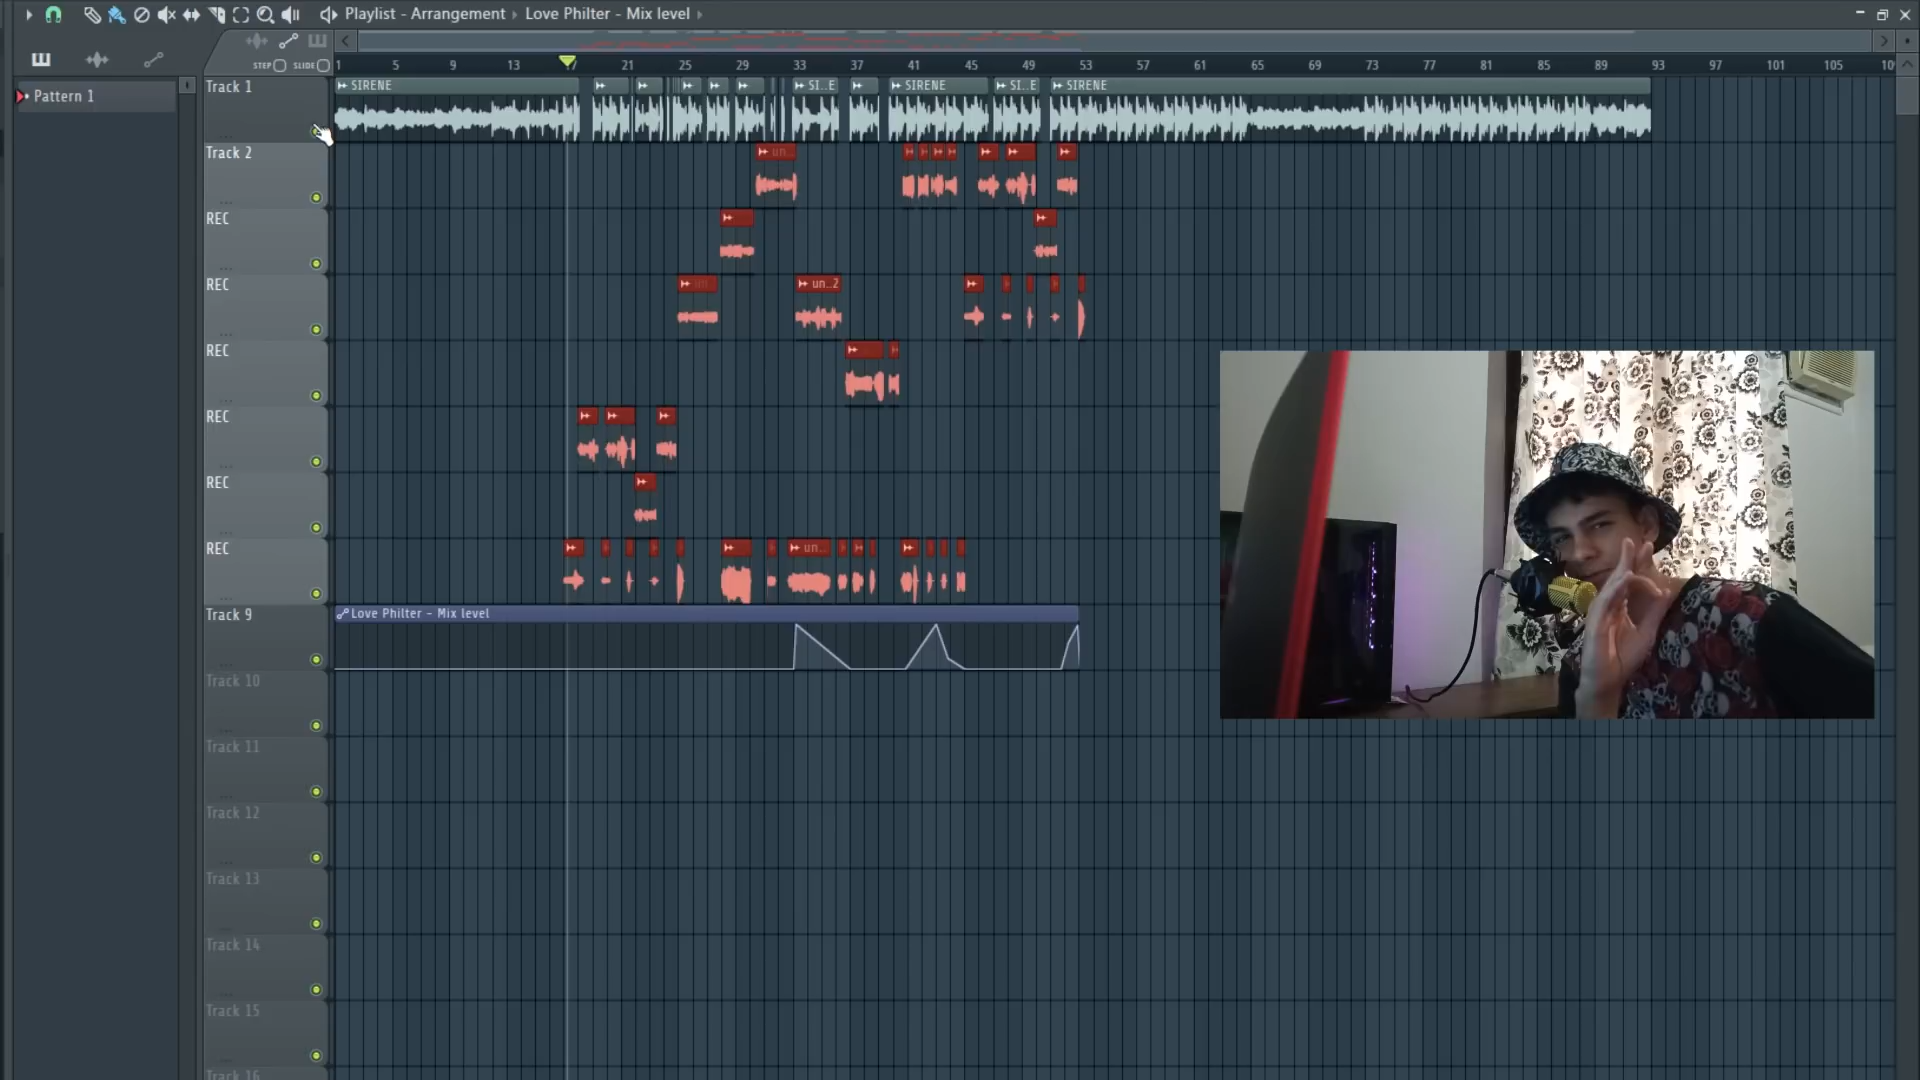 Playlist - Arrangement › Love Philter - Mix level ›
STEP SLIDE
1 5 9 13 17 21 25 29 33 37 41 45 49 53 57 61 65 69 73 77 81 85 89 93 97 101 105
Pattern 1
Track 1
SIRENE SI..E SIRENE SI..E SIRENE
Track 2
un..
REC
REC
un..2
REC
REC
REC
REC
un..
Track 9
Love Philter - Mix level
Track 10
Track 11
Track 12
Track 13
Track 14
Track 15
Track 16